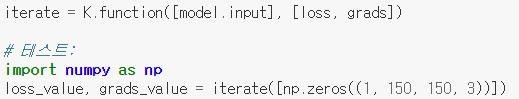 iterate = K.function([model.input], [loss, grads])
# 테스트:
import numpy as np
loss_value, grads_value = iterate([np.zeros((1, 150, 150, 3))])